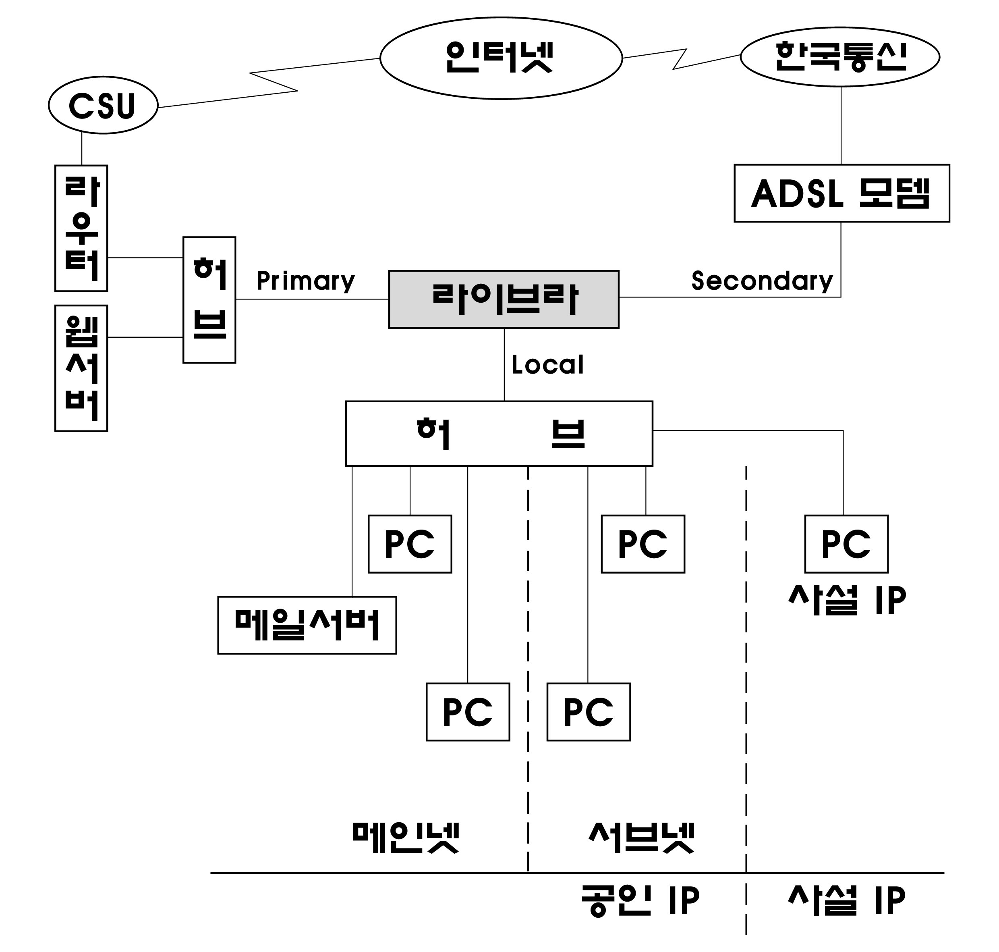 인터넷
한국통신
CSU
라우터
ADSL 모뎀
허브
Primary
라이브라
Secondary
웹서버
Local
허 브
PC
PC
PC
사설 IP
메일서버
PC
PC
메인넷
서브넷
공인 IP
사설 IP